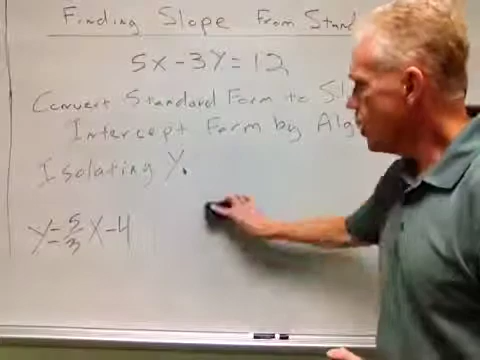 Finding Slope From Stand
5x - 3y = 12
Convert Standard Form to Sl
Intercept Form by Alg
Isolating y.
y = 5/3 x - 4